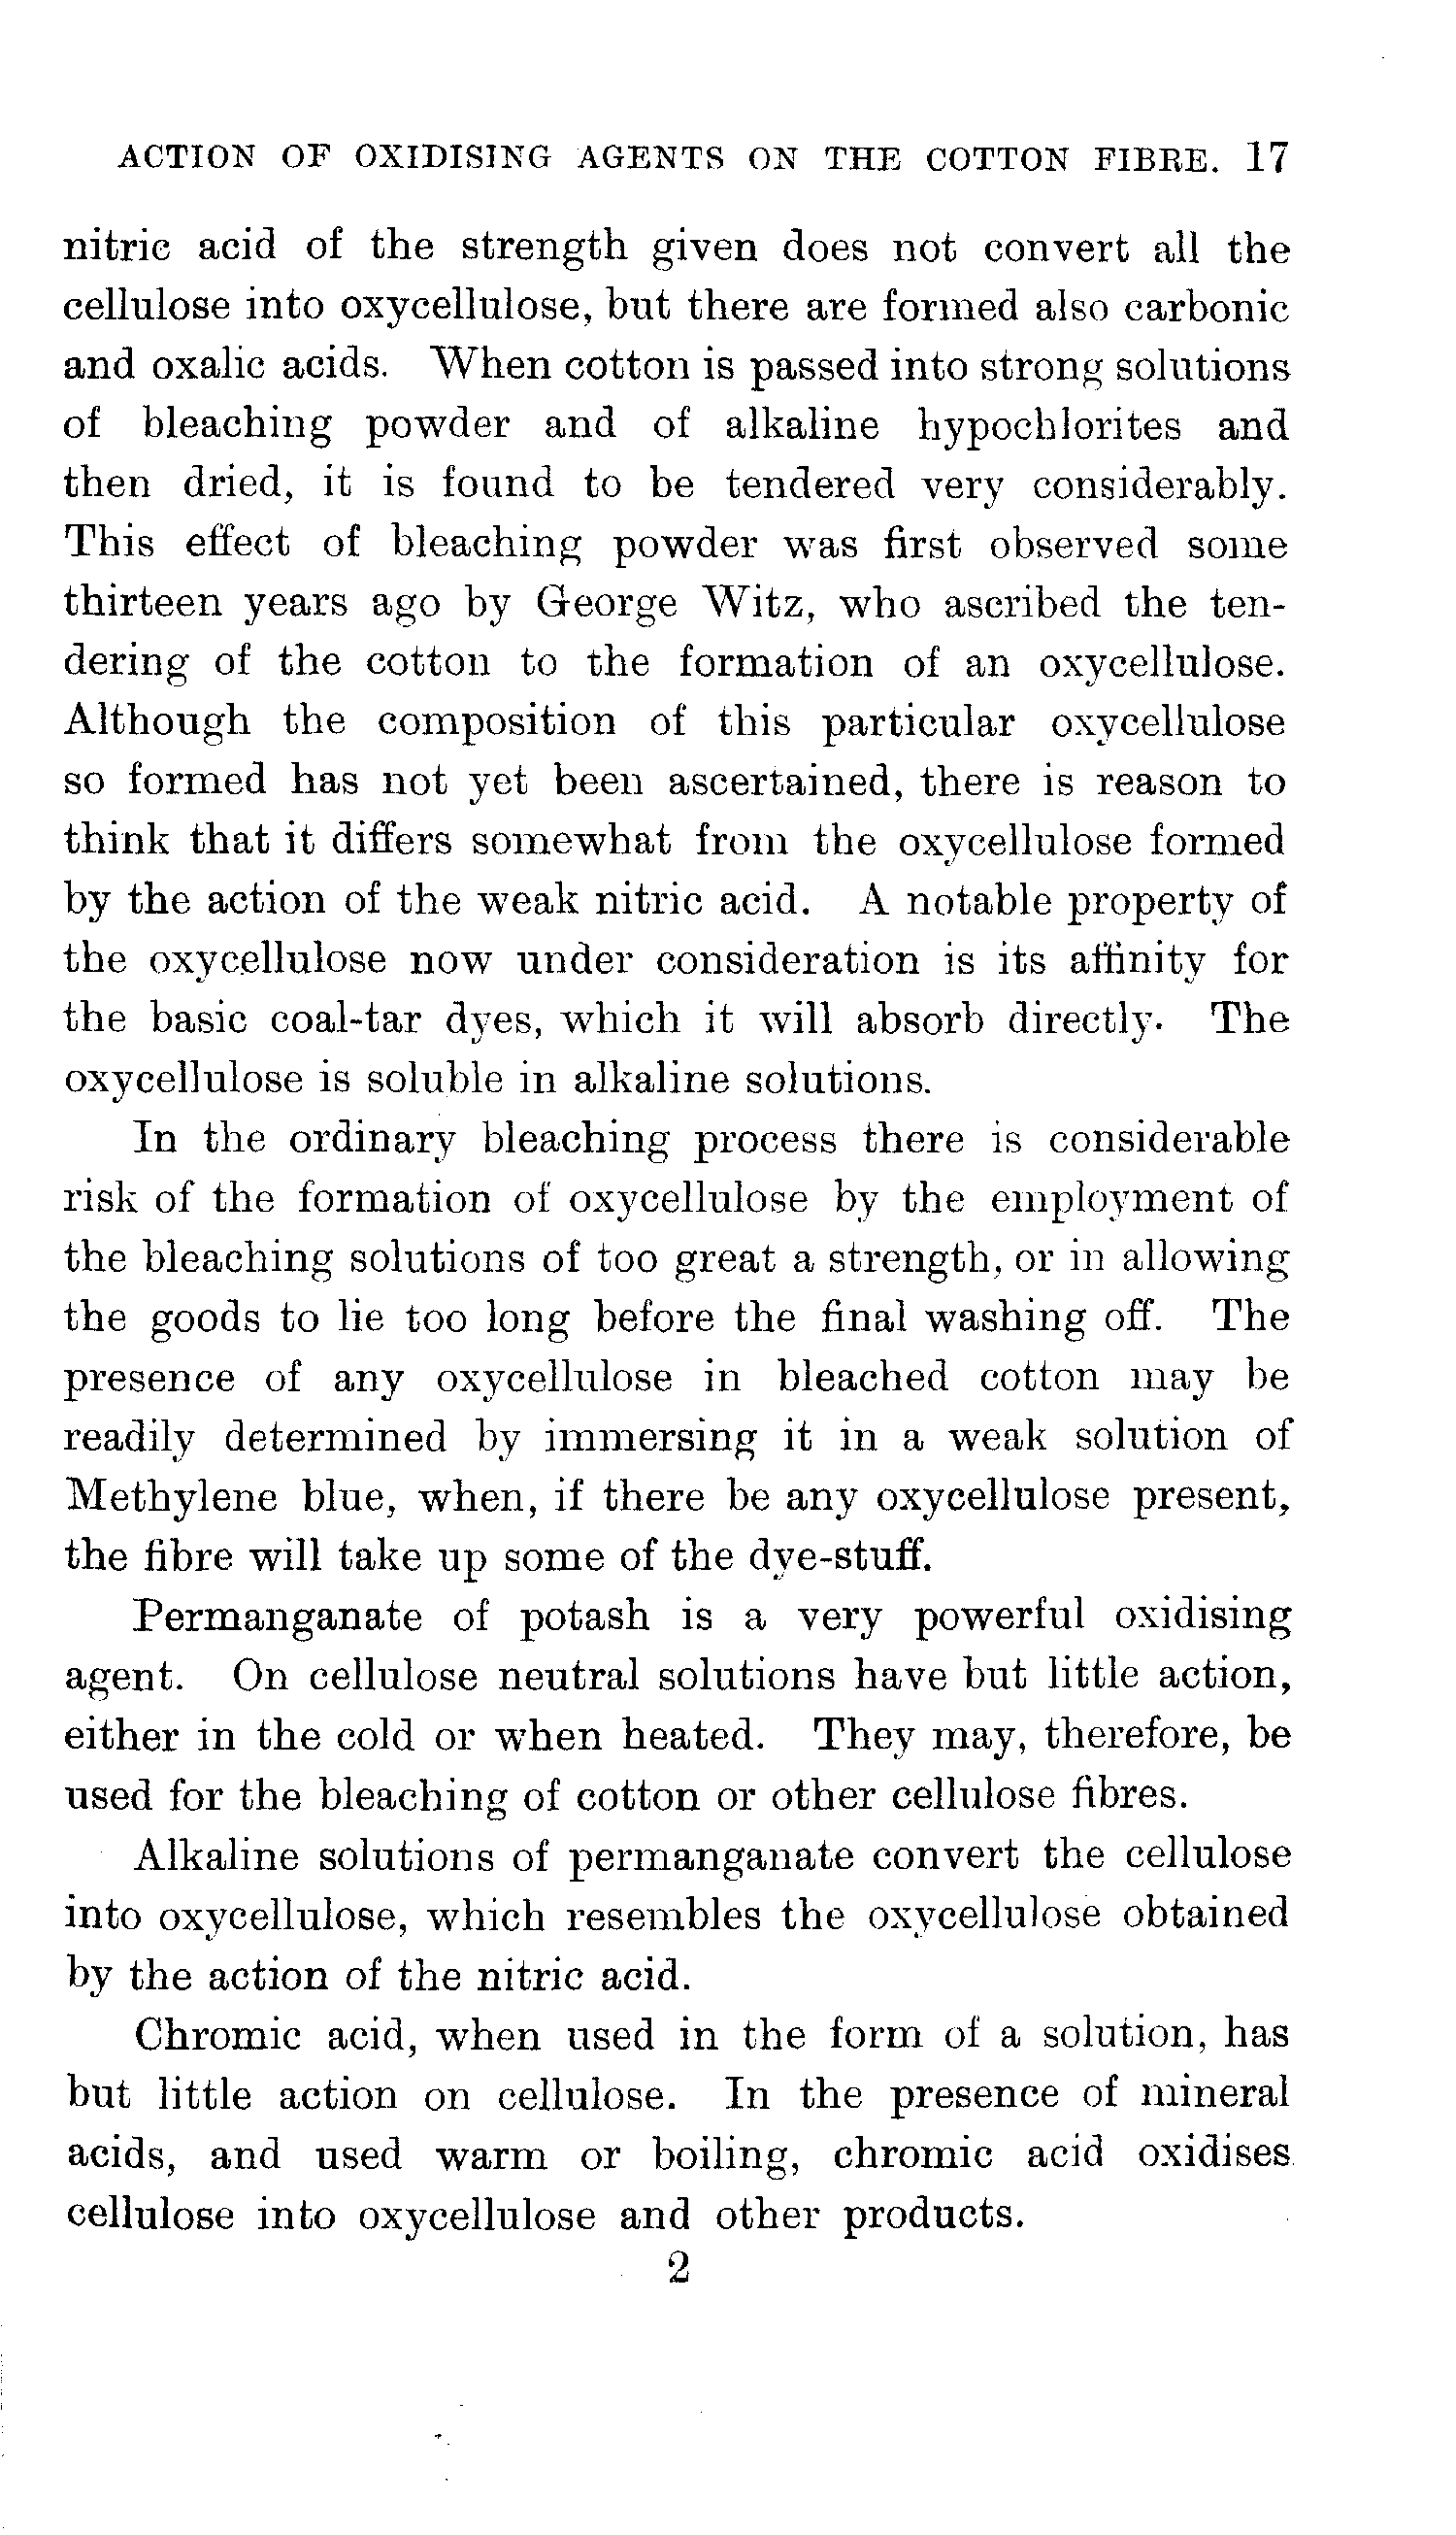 ACTION OF OXIDISING AGENTS ON THE COTTON FIBRE. 17
nitric acid of the strength given does not convert all the
cellulose into oxycellulose, but there are formed also carbonic
and oxalic acids. When cotton is passed into strong solutions
of bleaching powder and of alkaline hypochlorites and
then dried, it is found to be tendered very considerably.
This effect of bleaching powder was first observed some
thirteen years ago by George Witz, who ascribed the ten-
dering of the cotton to the formation of an oxycellulose.
Although the composition of this particular oxycellulose
so formed has not yet been ascertained, there is reason to
think that it differs somewhat from the oxycellulose formed
by the action of the weak nitric acid. A notable property of
the oxycellulose now under consideration is its affinity for
the basic coal-tar dyes, which it will absorb directly. The
oxycellulose is soluble in alkaline solutions.
In the ordinary bleaching process there is considerable
risk of the formation of oxycellulose by the employment of
the bleaching solutions of too great a strength, or in allowing
the goods to lie too long before the final washing off. The
presence of any oxycellulose in bleached cotton may be
readily determined by immersing it in a weak solution of
Methylene blue, when, if there be any oxycellulose present,
the fibre will take up some of the dye-stuff.
Permanganate of potash is a very powerful oxidising
agent. On cellulose neutral solutions have but little action,
either in the cold or when heated. They may, therefore, be
used for the bleaching of cotton or other cellulose fibres.
Alkaline solutions of permanganate convert the cellulose
into oxycellulose, which resembles the oxycellulose obtained
by the action of the nitric acid.
Chromic acid, when used in the form of a solution, has
but little action on cellulose. In the presence of mineral
acids, and used warm or boiling, chromic acid oxidises
cellulose into oxycellulose and other products.
2